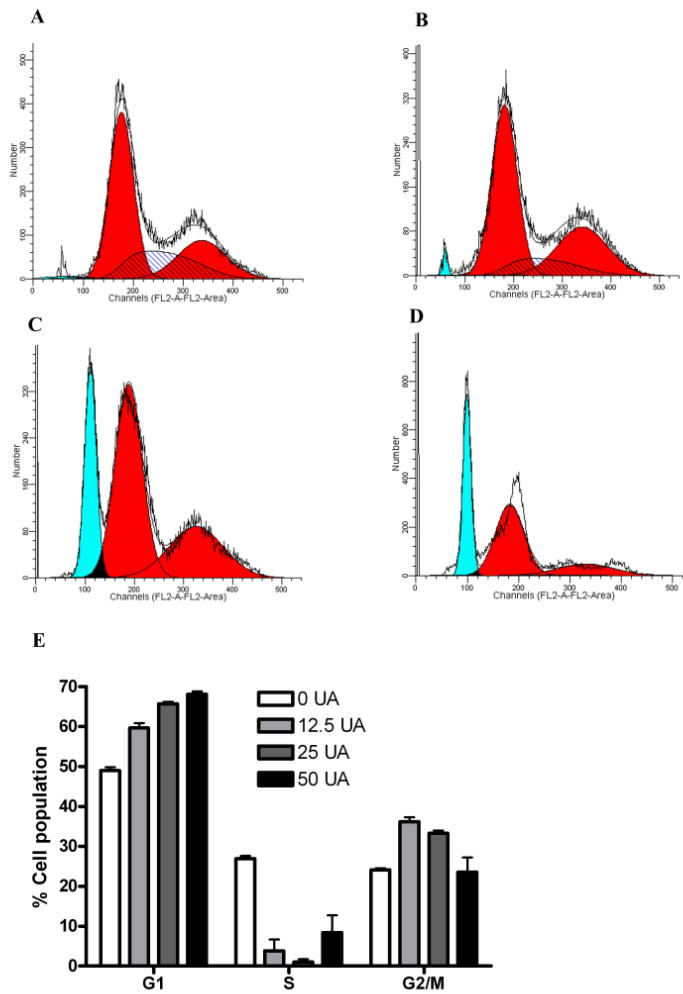 A
Number
500
400
300
200
100
0
0 100 200 300 400 500
Channels (FL2-A-FL2-Area)
B
Number
400
320
240
160
80
0
0 100 200 300 400 500
Channels (FL2-A-FL2-Area)
C
Number
320
240
160
80
0
0 100 200 300 400 500
Channels (FL2-A-FL2-Area)
D
Number
800
600
400
200
0
0 100 200 300 400 500
Channels (FL2-A-FL2-Area)
E
% Cell population
70
60
50
40
30
20
10
0
0 UA
12.5 UA
25 UA
50 UA
G1 S G2/M